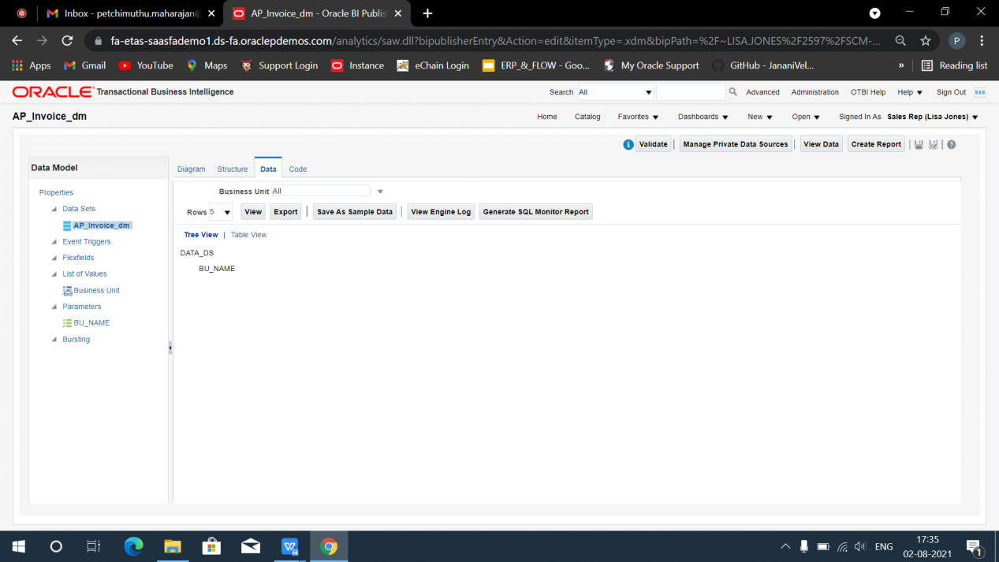 Inbox - petchimuthu.maharajan@
AP_Invoice_dm - Oracle BI Publis
fa-etas-saasfademo1.ds-fa.oraclepdemos.com/analytics/saw.dll?bipublisherEntry&Action=edit&itemType=.xdm&bipPath=%2F~LISA.JONES%2F2597%2FSCM-...
P
Apps Gmail YouTube Maps Support Login Instance eChain Login ERP_&_FLOW - Goo... My Oracle Support GitHub - JananiVel... » Reading list
ORACLE Transactional Business Intelligence Search All Advanced Administration OTBI Help Help Sign Out
AP_Invoice_dm Home Catalog Favorites Dashboards New Open Signed In As Sales Rep (Lisa Jones)
Validate | Manage Private Data Sources | View Data Create Report
Data Model
Properties
Data Sets
AP_Invoice_dm
Event Triggers
Flexfields
List of Values
Business Unit
Parameters
BU_NAME
Bursting
Diagram Structure Data Code
Business Unit All
Rows 5 View Export | Save As Sample Data | View Engine Log Generate SQL Monitor Report
Tree View | Table View
DATA_DS
BU_NAME
ENG
17:35
02-08-2021
1